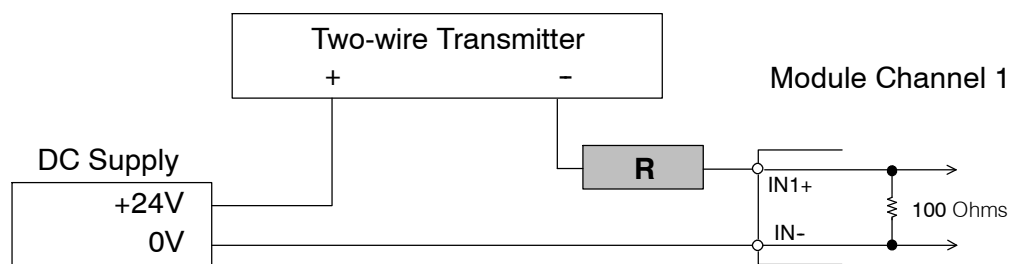 Two-wire Transmitter
+ −
Module Channel 1
DC Supply
R
+24V
IN1+
100 Ohms
0V
IN-